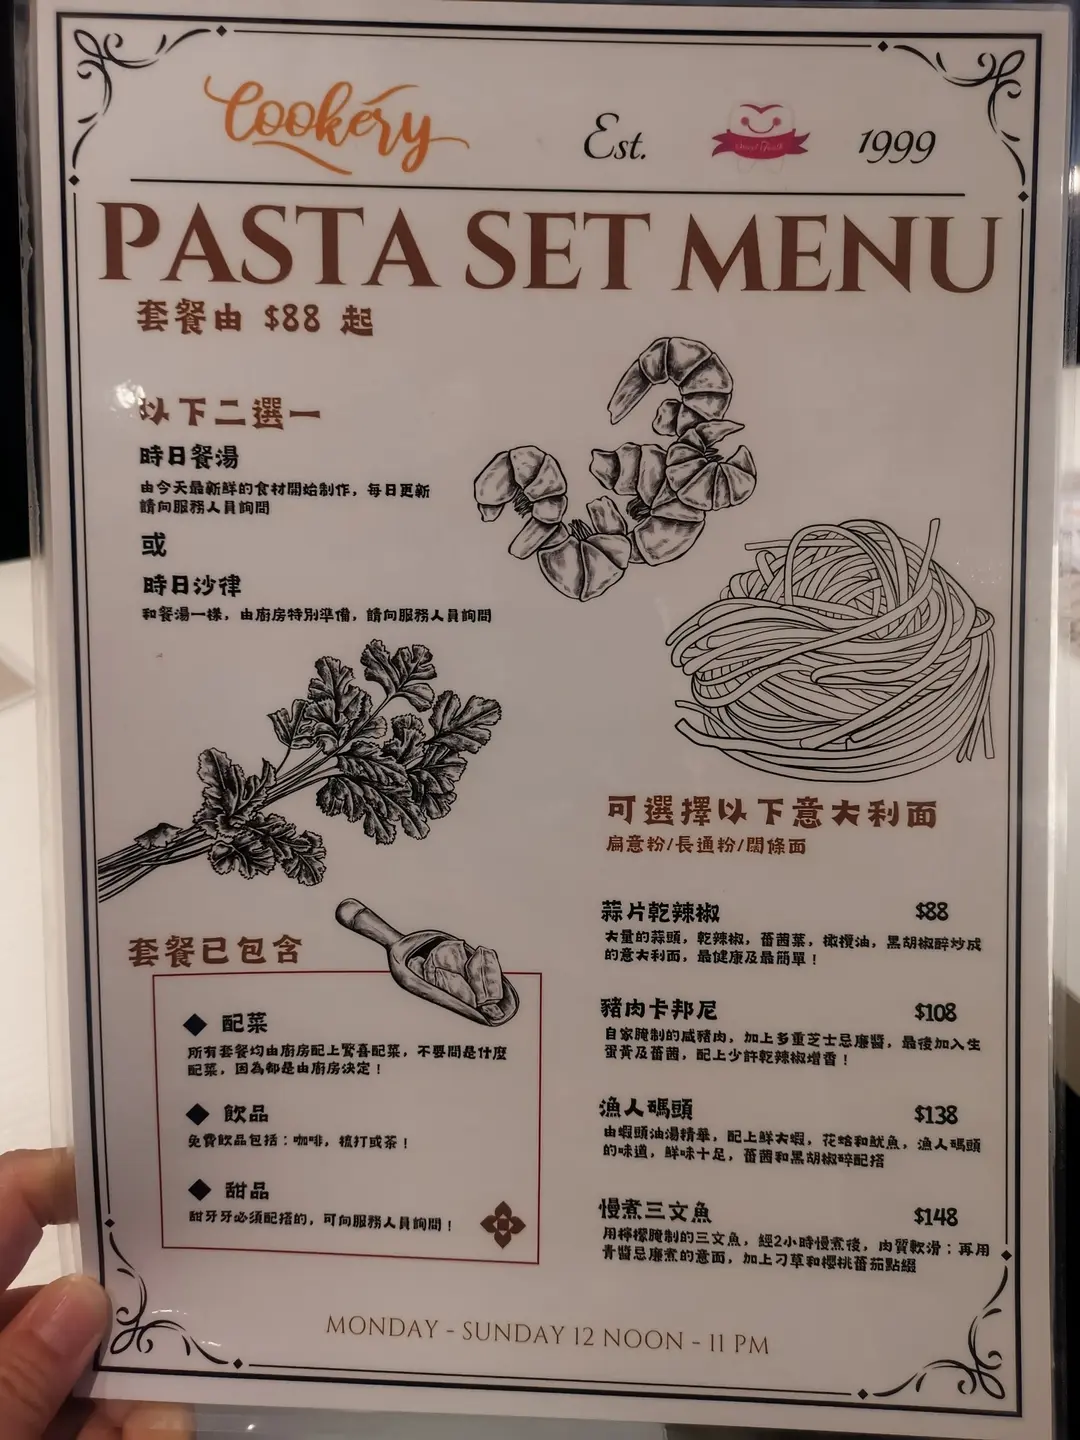 Cookery
Est.
1999
PASTA SET MENU
套餐由 $88 起
以下二選一
時日餐湯
由今天最新鮮的食材開始制作，每日更新
請向服務人員詢問
或
時日沙律
和餐湯一樣，由廚房特別準備，請向服務人員詢問
套餐已包含
配菜
所有套餐均由廚房配上驚喜配菜，不要問是什麼
配菜，因為都是由廚房決定！
飲品
免費飲品包括：咖啡，梳打或茶！
甜品
甜牙牙必須配搭的，可向服務人員詢問！
可選擇以下意大利面
扁意粉/長通粉/闊條面
蒜片乾辣椒 $88
大量的蒜頭，乾辣椒，蕃茜葉，橄欖油，黑胡椒碎炒成
的意大利面，最健康及最簡單！
豬肉卡邦尼 $108
自家腌制的咸豬肉，加上多重芝士忌廉醬，最後加入生
蛋黃及蕃茜，配上少許乾辣椒增香！
漁人碼頭 $138
由蝦頭油湯精華，配上鮮大蝦，花蛤和魷魚，漁人碼頭
的味道，鮮味十足，蕃茜和黑胡椒碎配搭
慢煮三文魚 $148
用檸檬腌制的三文魚，經2小時慢煮後，肉質軟滑；再用
青醬忌廉煮的意面，加上刁草和櫻桃蕃茄點綴
MONDAY - SUNDAY 12 NOON - 11 PM